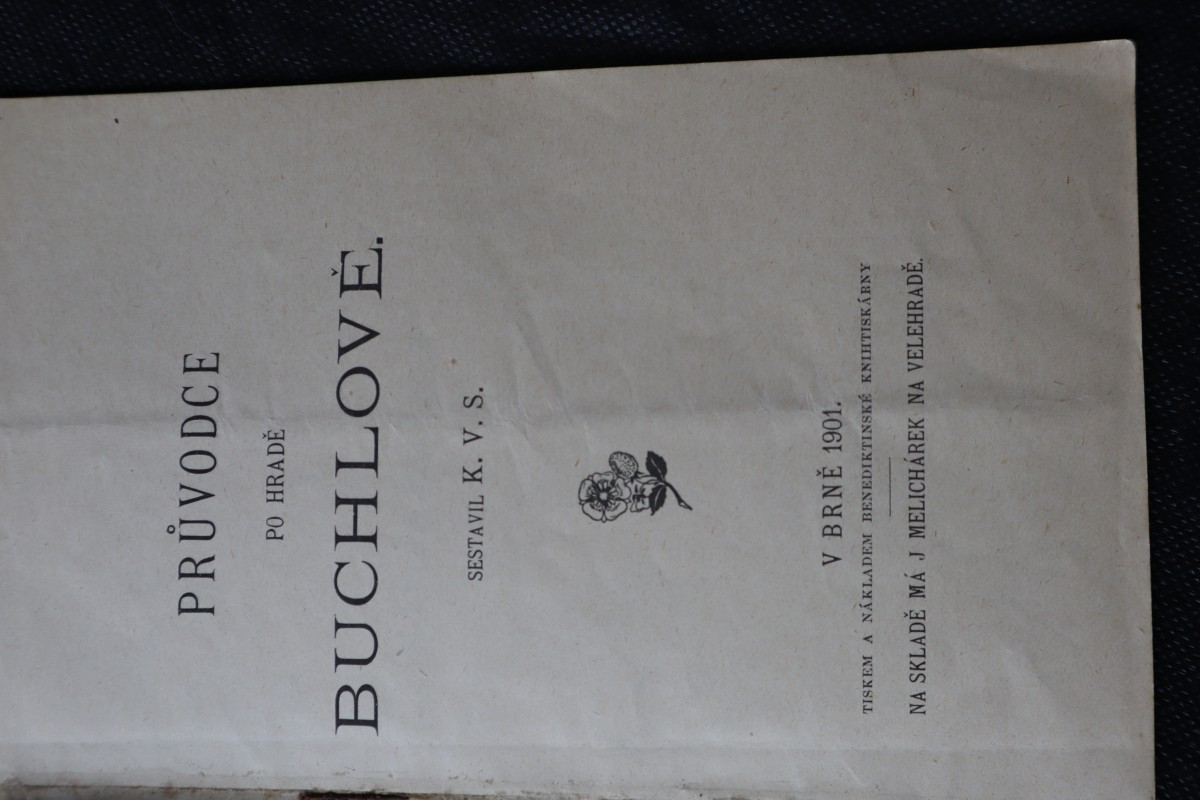 PRŮVODCE
PO HRADĚ
BUCHLOVĚ.
SESTAVIL K. V. S.
V BRNĚ 1901.
TISKEM A NÁKLADEM BENEDIKTINSKÉ KNIHTISKÁRNY
NA SKLADĚ MÁ J MELICHÁREK NA VELEHRADĚ.